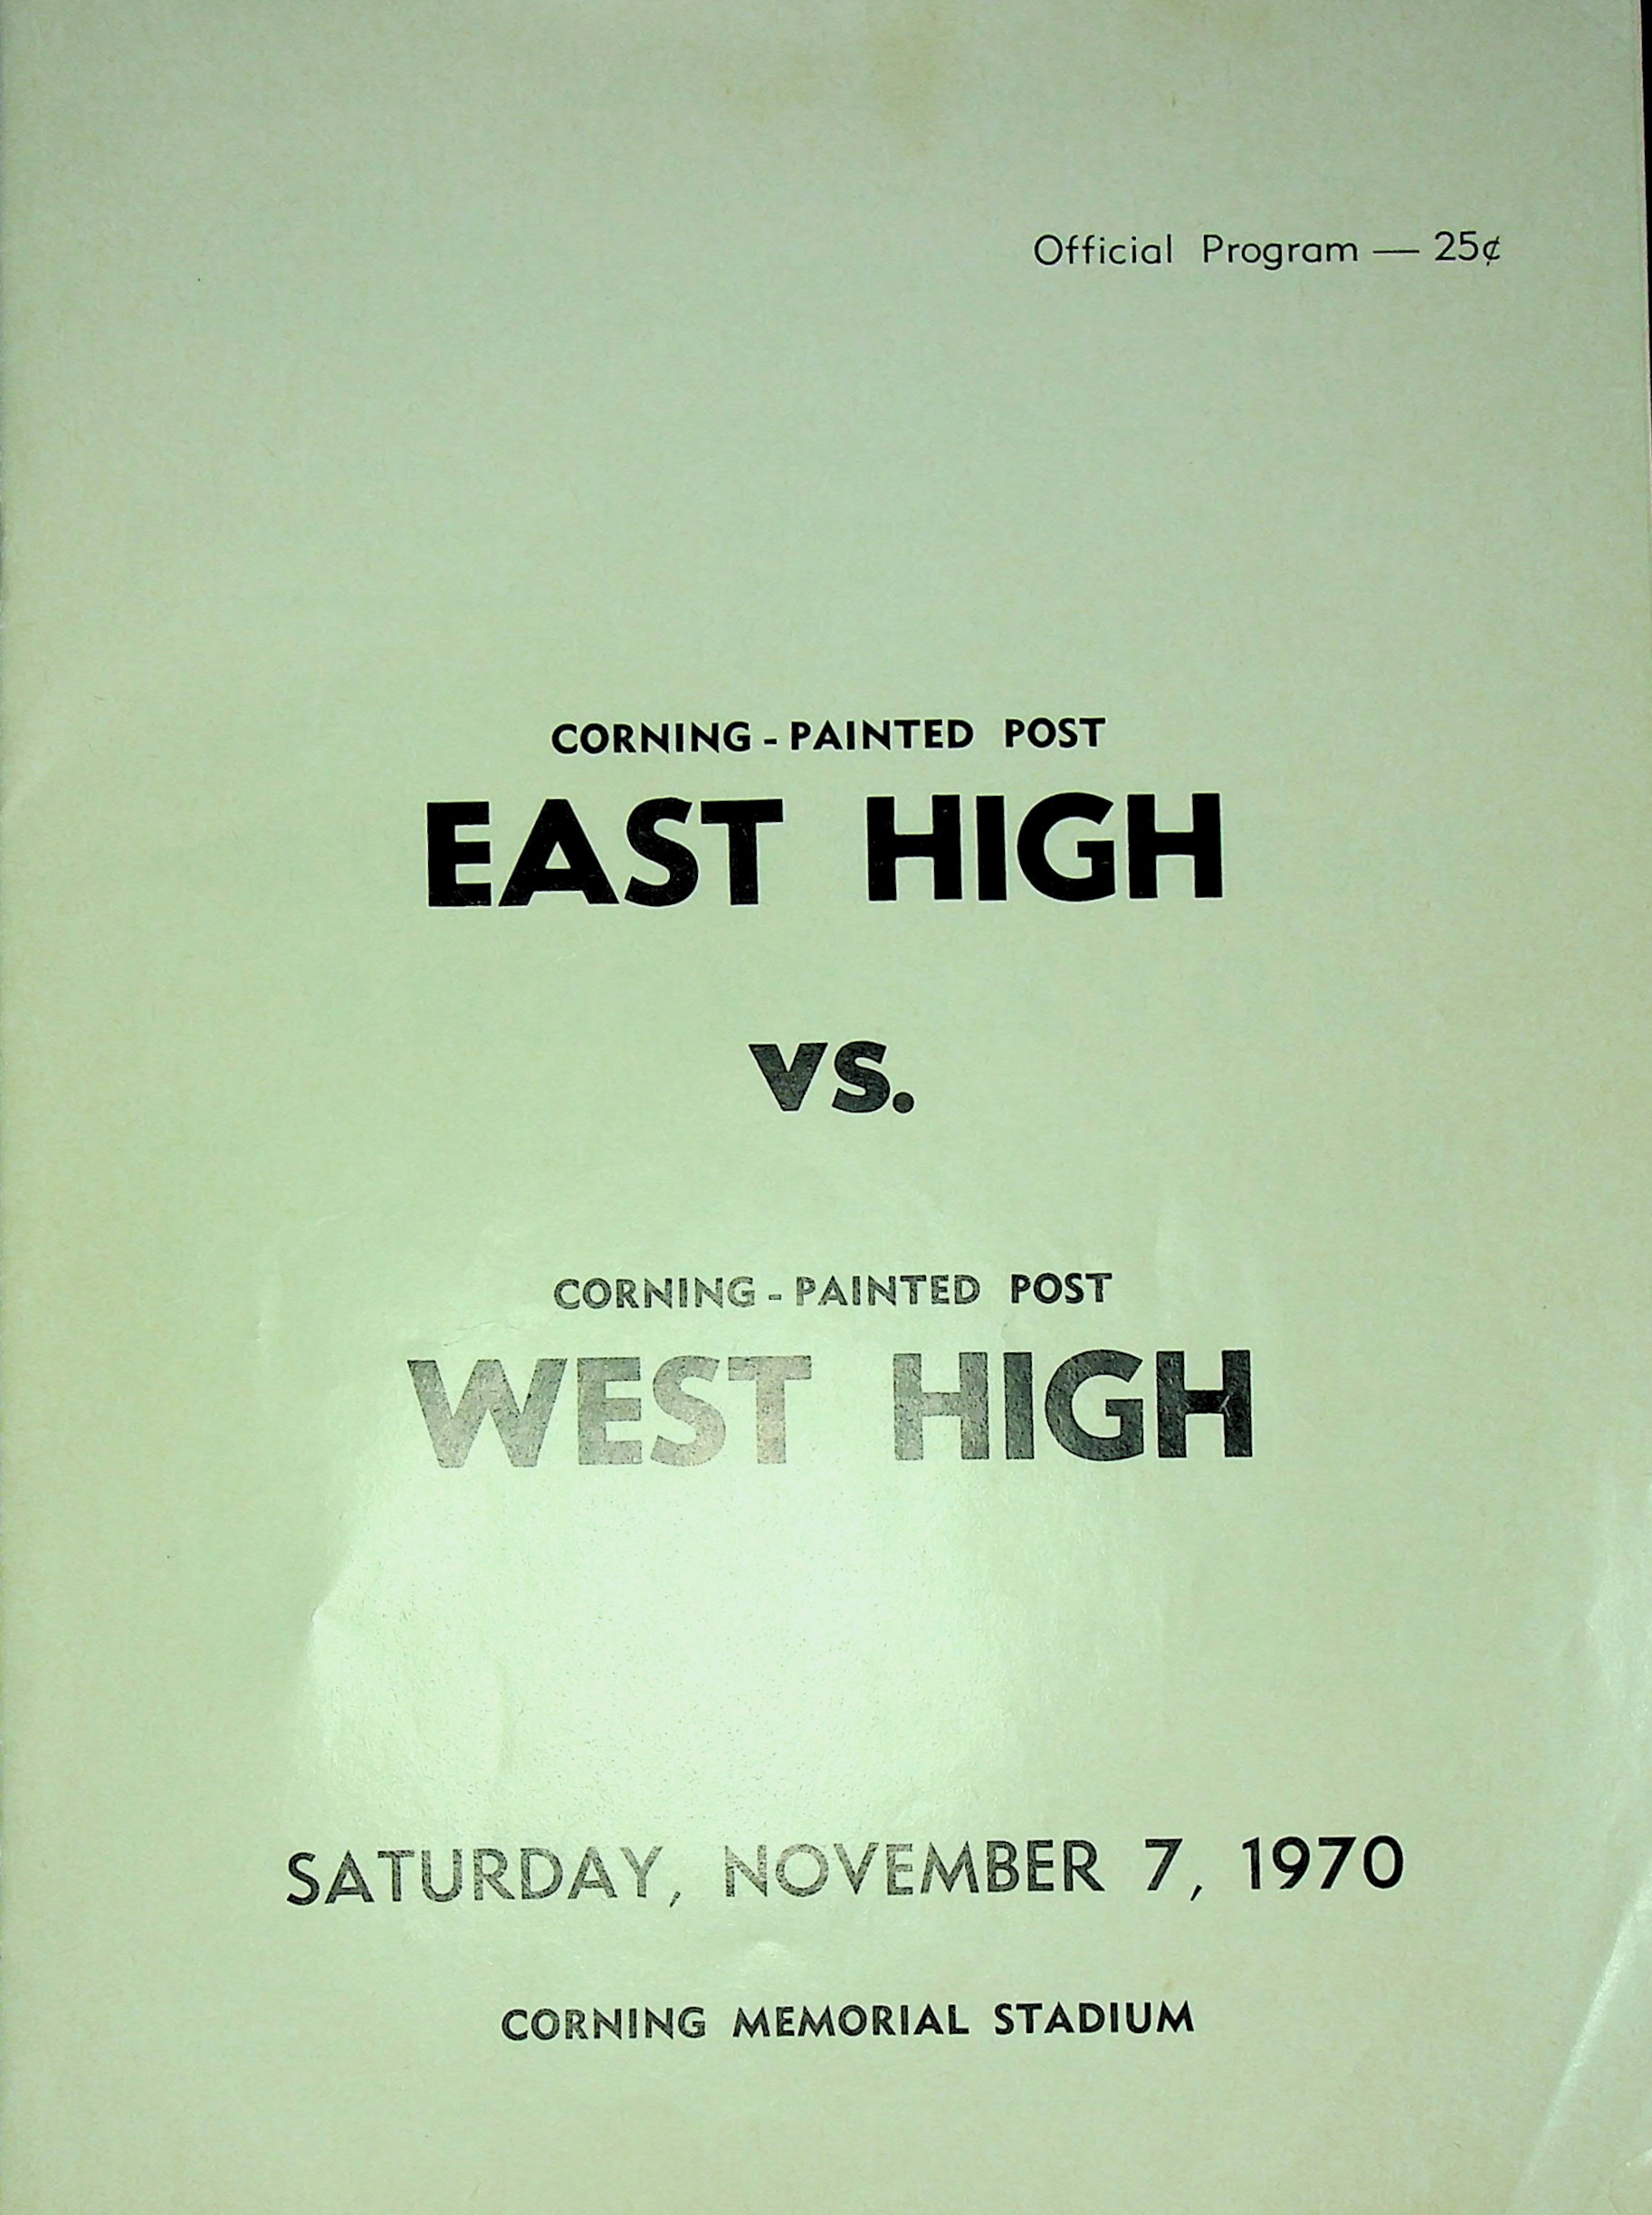 Official Program — 25¢
CORNING - PAINTED POST
EAST HIGH
vs.
CORNING - PAINTED POST
WEST HIGH
SATURDAY, NOVEMBER 7, 1970
CORNING MEMORIAL STADIUM